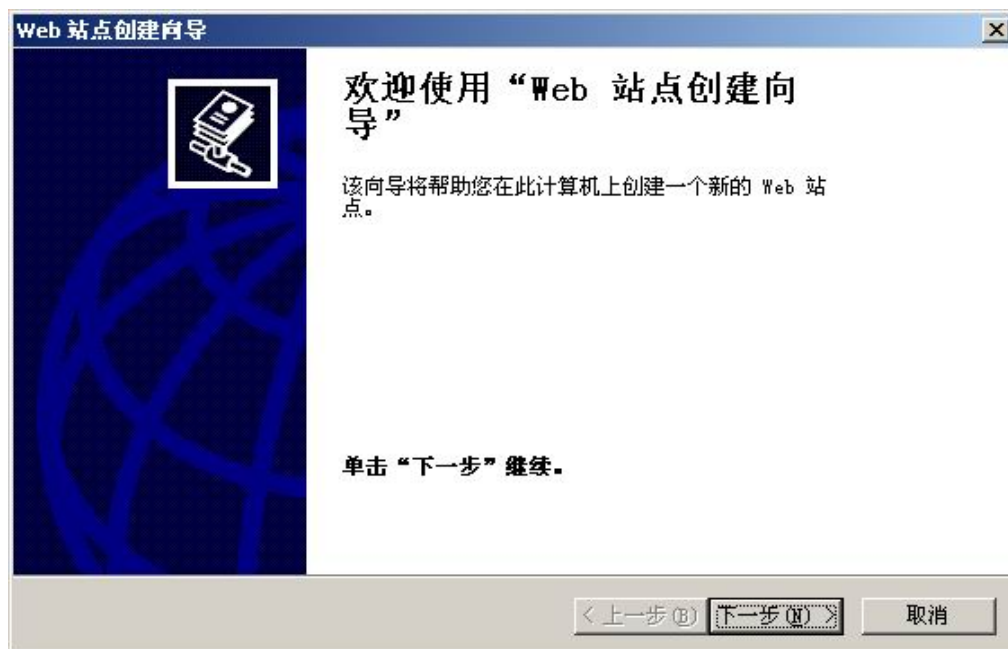 Web 站点创建向导
欢迎使用“Web 站点创建向
导”
该向导将帮助您在此计算机上创建一个新的 Web 站
点。
单击“下一步”继续。
< 上一步(B) 下一步(N) > 取消